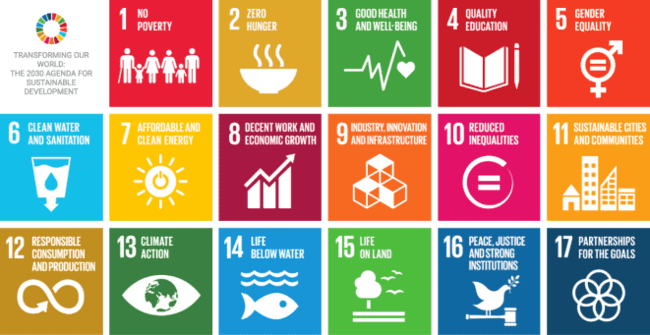 TRANSFORMING OUR
WORLD:
THE 2030 AGENDA FOR
SUSTAINABLE
DEVELOPMENT
1 NO
POVERTY
2 ZERO
HUNGER
3 GOOD HEALTH
AND WELL-BEING
4 QUALITY
EDUCATION
5 GENDER
EQUALITY
6 CLEAN WATER
AND SANITATION
7 AFFORDABLE AND
CLEAN ENERGY
8 DECENT WORK AND
ECONOMIC GROWTH
9 INDUSTRY, INNOVATION
AND INFRASTRUCTURE
10 REDUCED
INEQUALITIES
11 SUSTAINABLE CITIES
AND COMMUNITIES
12 RESPONSIBLE
CONSUMPTION
AND PRODUCTION
13 CLIMATE
ACTION
14 LIFE
BELOW WATER
15 LIFE
ON LAND
16 PEACE, JUSTICE
AND STRONG
INSTITUTIONS
17 PARTNERSHIPS
FOR THE GOALS